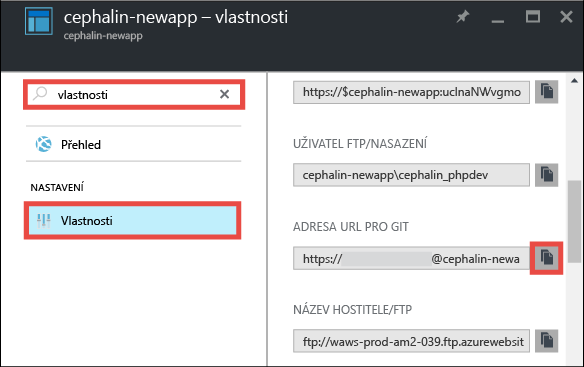 cephalin-newapp – vlastnosti
cephalin-newapp
vlastnosti
Přehled
NASTAVENÍ
Vlastnosti
https://$cephalin-newapp:uclnaNWvgmo
UŽIVATEL FTP/NASAZENÍ
cephalin-newapp\cephalin_phpdev
ADRESA URL PRO GIT
https:// @cephalin-newa
NÁZEV HOSTITELE/FTP
ftp://waws-prod-am2-039.ftp.azurewebsit